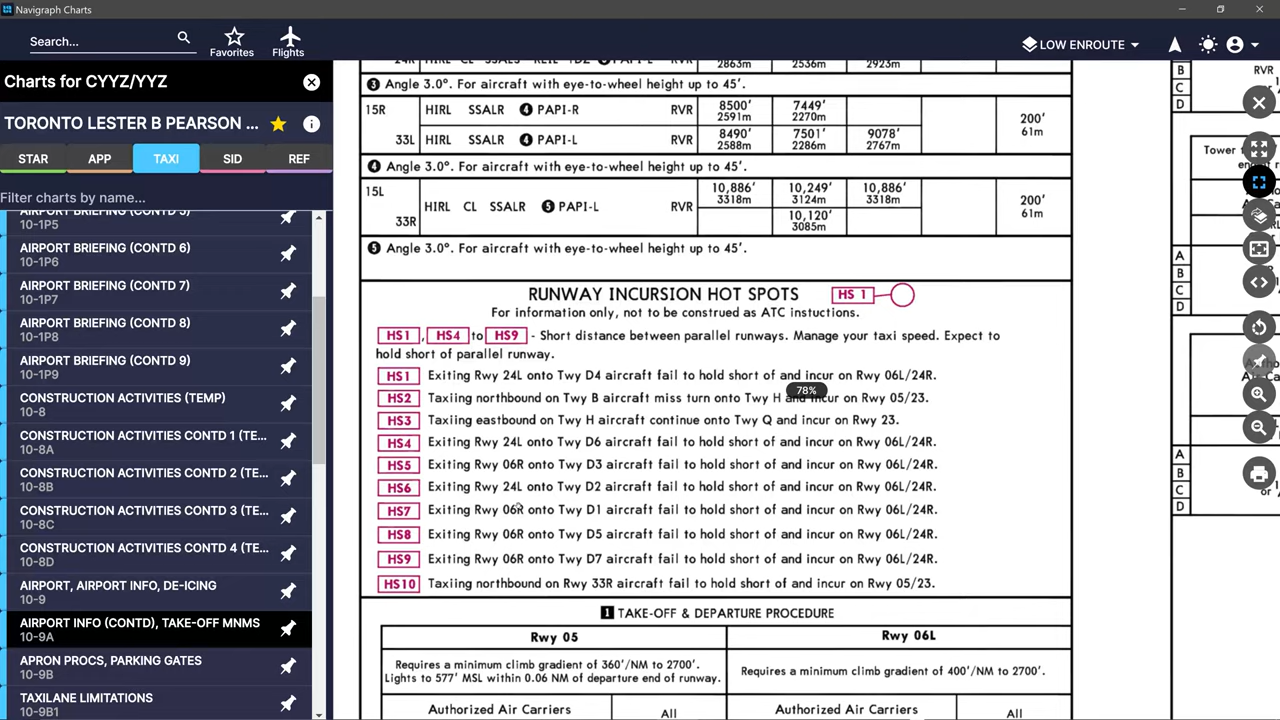 Navigraph Charts
Search...
Favorites
Flights
LOW ENROUTE
Charts for CYYZ/YYZ
TORONTO LESTER B PEARSON ...
STAR APP TAXI SID REF
Filter charts by name...
AIRPORT BRIEFING (CONTD 5)
10-1P5
AIRPORT BRIEFING (CONTD 6)
10-1P6
AIRPORT BRIEFING (CONTD 7)
10-1P7
AIRPORT BRIEFING (CONTD 8)
10-1P8
AIRPORT BRIEFING (CONTD 9)
10-1P9
CONSTRUCTION ACTIVITIES (TEMP)
10-8
CONSTRUCTION ACTIVITIES CONTD 1 (TE...
10-8A
CONSTRUCTION ACTIVITIES CONTD 2 (TE...
10-8B
CONSTRUCTION ACTIVITIES CONTD 3 (TE...
10-8C
CONSTRUCTION ACTIVITIES CONTD 4 (TE...
10-8D
AIRPORT, AIRPORT INFO, DE-ICING
10-9
AIRPORT INFO (CONTD), TAKE-OFF MNMS
10-9A
APRON PROCS, PARKING GATES
10-9B
TAXILANE LIMITATIONS
10-9B1
2863m 2536m 2923m
3 Angle 3.0°. For aircraft with eye-to-wheel height up to 45'.
15R HIRL SSALR 4 PAPI-R RVR 8500' 7449'
2591m 2270m
33L HIRL SSALR 4 PAPI-L RVR 8490' 7501' 9078'
2588m 2286m 2767m
200'
61m
4 Angle 3.0°. For aircraft with eye-to-wheel height up to 45'.
15L
33R
HIRL CL SSALR 5 PAPI-L RVR
10,886' 10,249' 10,886'
3318m 3124m 3318m
10,120'
3085m
200'
61m
5 Angle 3.0°. For aircraft with eye-to-wheel height up to 45'.
RUNWAY INCURSION HOT SPOTS HS 1
For information only, not to be construed as ATC instuctions.
HS1, HS4 to HS9 - Short distance between parallel runways. Manage your taxi speed. Expect to
hold short of parallel runway.
HS1 Exiting Rwy 24L onto Twy D4 aircraft fail to hold short of and incur on Rwy 06L/24R.
78%
HS2 Taxiing northbound on Twy B aircraft miss turn onto Twy H and incur on Rwy 05/23.
HS3 Taxiing eastbound on Twy H aircraft continue onto Twy Q and incur on Rwy 23.
HS4 Exiting Rwy 24L onto Twy D6 aircraft fail to hold short of and incur on Rwy 06L/24R.
HS5 Exiting Rwy 06R onto Twy D3 aircraft fail to hold short of and incur on Rwy 06L/24R.
HS6 Exiting Rwy 24L onto Twy D2 aircraft fail to hold short of and incur on Rwy 06L/24R.
HS7 Exiting Rwy 06R onto Twy D1 aircraft fail to hold short of and incur on Rwy 06L/24R.
HS8 Exiting Rwy 06R onto Twy D5 aircraft fail to hold short of and incur on Rwy 06L/24R.
HS9 Exiting Rwy 06R onto Twy D7 aircraft fail to hold short of and incur on Rwy 06L/24R.
HS10 Taxiing northbound on Rwy 33R aircraft fail to hold short of and incur on Rwy 05/23.
1 TAKE-OFF & DEPARTURE PROCEDURE
Rwy 05 Rwy 06L
Requires a minimum climb gradient of 360'/NM to 2700'.
Lights to 577' MSL within 0.06 NM of departure end of runway.
Requires a minimum climb gradient of 400'/NM to 2700'.
Authorized Air Carriers All Authorized Air Carriers All
B
C
D
RVR
Tower
A
B
C
D
A
B
C
D